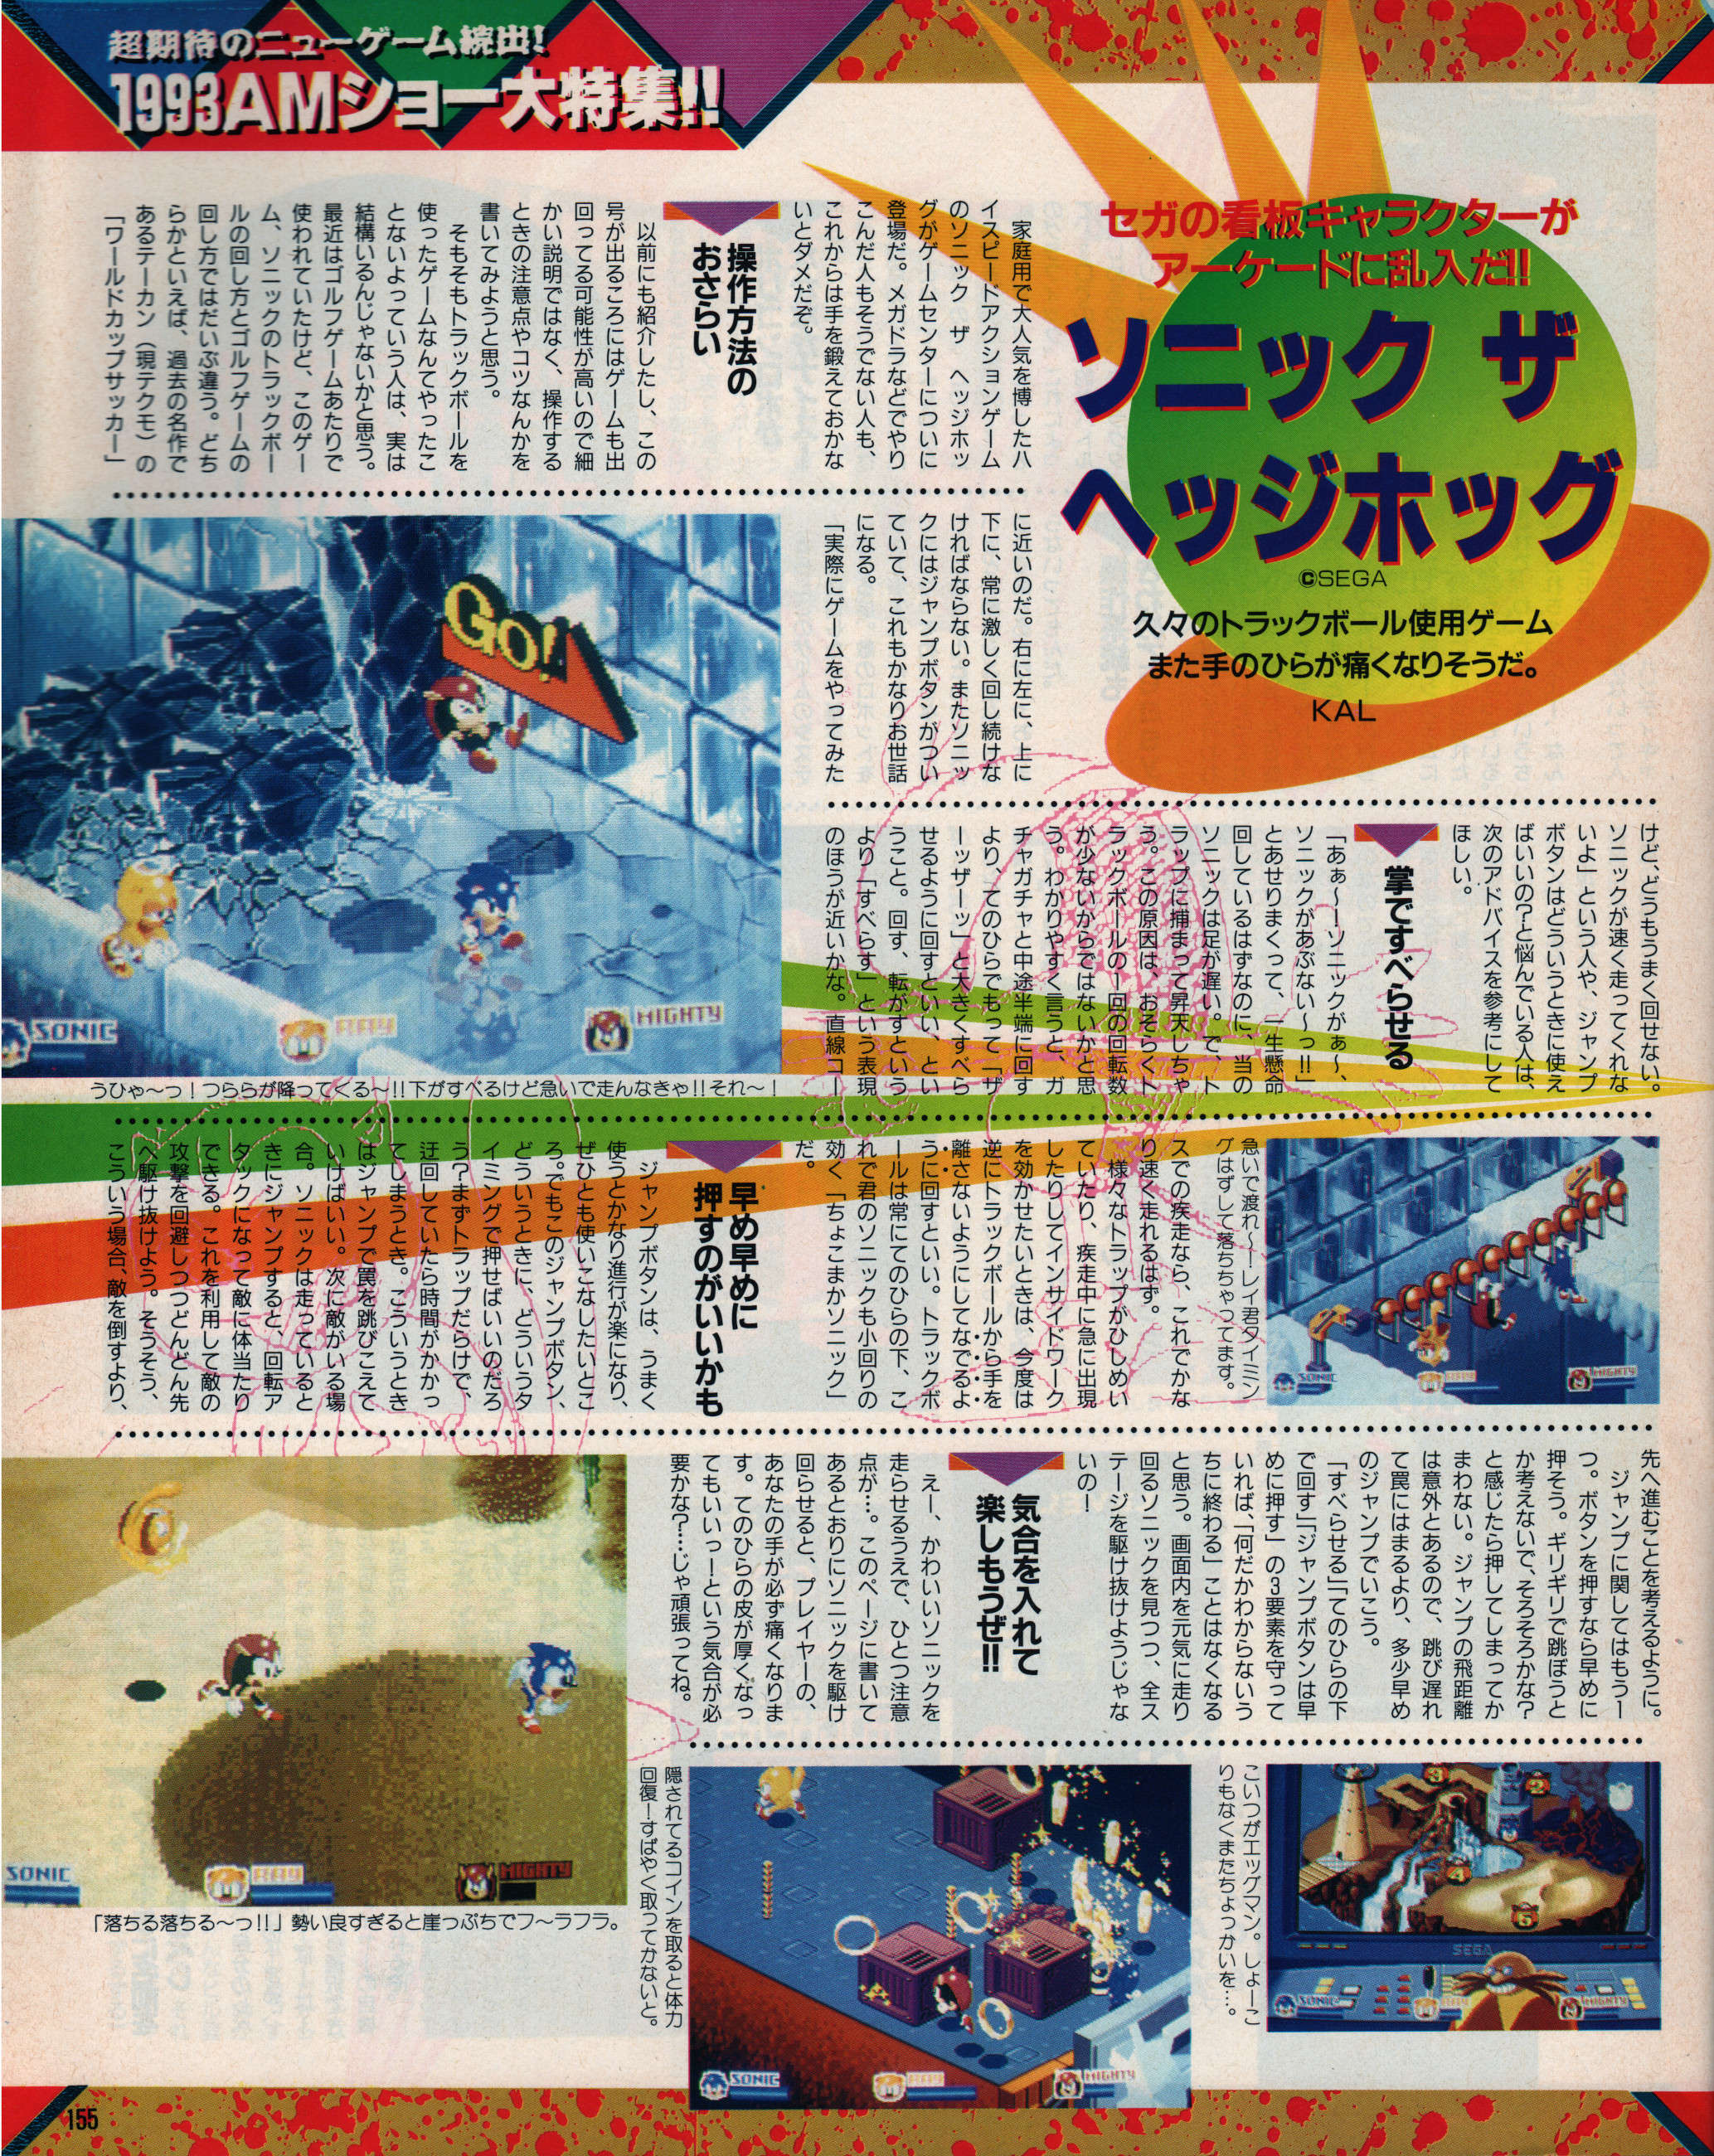 超期待のニューゲーム続出!
1993AMショー大特集!!
セガの看板キャラクターが
アーケードに乱入だ!!
ソニック ザ
ヘッジホッグ
©SEGA
久々のトラックボール使用ゲーム
また手のひらが痛くなりそうだ。
KAL
家庭用で大人気を博したハ
イスピードアクションゲーム
のソニック ザ ヘッジホッ
グがゲームセンターについに
登場だ。メガドラなどでやり
こんだ人もそうでない人も、
これからは手を鍛えておかな
いとダメだぞ。
操作方法の
おさらい
以前にも紹介したし、この
号が出るころにはゲームも出
回ってる可能性が高いので細
かい説明ではなく、操作する
ときの注意点やコツなんかを
書いてみようと思う。
そもそもトラックボールを
使ったゲームなんてやったこ
とないよっていう人は、実は
結構いるんじゃないかと思う。
最近はゴルフゲームあたりで
使われていたけど、このゲー
ム、ソニックのトラックボー
ルの回し方とゴルフゲームの
回し方ではだいぶ違う。どち
らかといえば、過去の名作で
あるテーカン（現テクモ）の
「ワールドカップサッカー」
に近いのだ。右に左に、上に
下に、常に激しく回し続けな
ければならない。またソニッ
クにはジャンプボタンがつい
ていて、これもかなりお世話
になる。
「実際にゲームをやってみた
けど、どうもうまく回せない。
ソニックが速く走ってくれな
いよ」という人や、ジャンプ
ボタンはどういうときに使え
ばいいの?と悩んでいる人は、
次のアドバイスを参考にして
ほしい。
掌ですべらせる
「あぁ〜ーソニックがぁ〜、
ソニックがあぶない〜っ!!」
とあせりまくって、一生懸命
回しているはずなのに、当の
ソニックは足が遅い。で、ト
ラップに捕まって昇天しちゃ
う。この原因は、おそらくト
ラックボールの1回の回転数
が少ないからではないかと思
う。わかりやすく言うと、ガ
チャガチャと中途半端に回す
より、てのひらでもって「ザ
ーッザーッ」と大きくすべら
せるように回すといい、とい
うこと。回す、転がすという
より「すべらす」という表現
のほうが近いかな。直線コー
スでの疾走なら、これでかな
り速く走れるはず。
様々なトラップがひしめい
ていたり、疾走中に急に出現
したりしてインサイドワーク
を効かせたいときは、今度は
逆にトラックボールから手を
離さないようにしてなでるよ
うに回すといい。トラックボ
ールは常にてのひらの下、こ
れで君のソニックも小回りの
効く「ちょこまかソニック」
だ。
早め早めに
押すのがいいかも
ジャンプボタンは、うまく
使うとかなり進行が楽になり、
ぜひとも使いこなしたいとこ
ろ。でもこのジャンプボタン、
どういうときに、どういうタ
イミングで押せばいいのだろ
う?まずトラップだらけで、
迂回していたら時間がかかっ
てしまうとき。こういうとき
はジャンプで罠を跳びこえて
いけばいい。次に敵がいる場
合。ソニックは走っていると
きにジャンプすると、回転ア
タックになって敵に体当たり
できる。これを利用して敵の
攻撃を回避しつつどんどん先
へ駆け抜けよう。そうそう、
こういう場合、敵を倒すより、
先へ進むことを考えるように。
ジャンプに関してはもう一
つ。ボタンを押すなら早めに
押そう。ギリギリで跳ぼうと
か考えないで、そろそろかな?
と感じたら押してしまってか
まわない。ジャンプの飛距離
は意外とあるので、跳び遅れ
て罠にはまるより、多少早め
のジャンプでいこう。
「すべらせる」「てのひらの下
で回す」「ジャンプボタンは早
めに押す」の3要素を守って
いれば、「何だかわからないう
ちに終わる」ことはなくなる
と思う。画面内を元気に走り
回るソニックを見つつ、全ス
テージを駆け抜けようじゃな
いの!
気合を入れて
楽しもうぜ!!
えー、かわいいソニックを
走らせるうえで、ひとつ注意
点が…。このページに書いて
あるとおりにソニックを駆け
回らせると、プレイヤーの、
あなたの手が必ず痛くなりま
す。てのひらの皮が厚くなっ
てもいいっーという気合が必
要かな?…じゃ頑張ってね。
GO!
SONIC
RAY
MIGHTY
うひゃ〜っ！つららが降ってくる〜!!下がすべるけど急いで走んなきゃ!!それ〜！
急いで渡れ〜！レイ君タイミン
グはずして落ちちゃってます。
SONIC
RAY
MIGHTY
SONIC
RAY
MIGHTY
「落ちる落ちる〜っ!!」勢い良すぎると崖っぷちでフ〜ラフラ。
隠されてるコインを取ると体力
回復！すばやく取ってかないと。
SONIC
RAY
MIGHTY
こいつがエッグマン。しょーこ
りもなくまたちょっかいを…。
3
2
1
4
5
SEGA
SONIC
RAY
MIGHTY
155